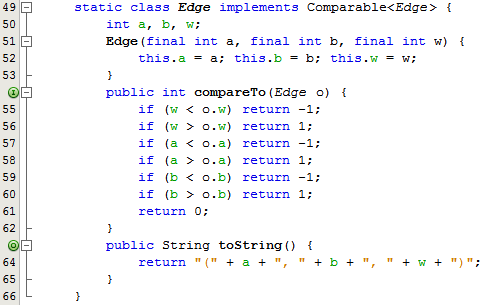 49 static class Edge implements Comparable<Edge> {
50 int a, b, w;
51 Edge(final int a, final int b, final int w) {
52 this.a = a; this.b = b; this.w = w;
53 }
public int compareTo(Edge o) {
55 if (w < o.w) return -1;
56 if (w > o.w) return 1;
57 if (a < o.a) return -1;
58 if (a > o.a) return 1;
59 if (b < o.b) return -1;
60 if (b > o.b) return 1;
61 return 0;
62 }
public String toString() {
64 return "(" + a + ", " + b + ", " + w + ")";
65 }
66 }